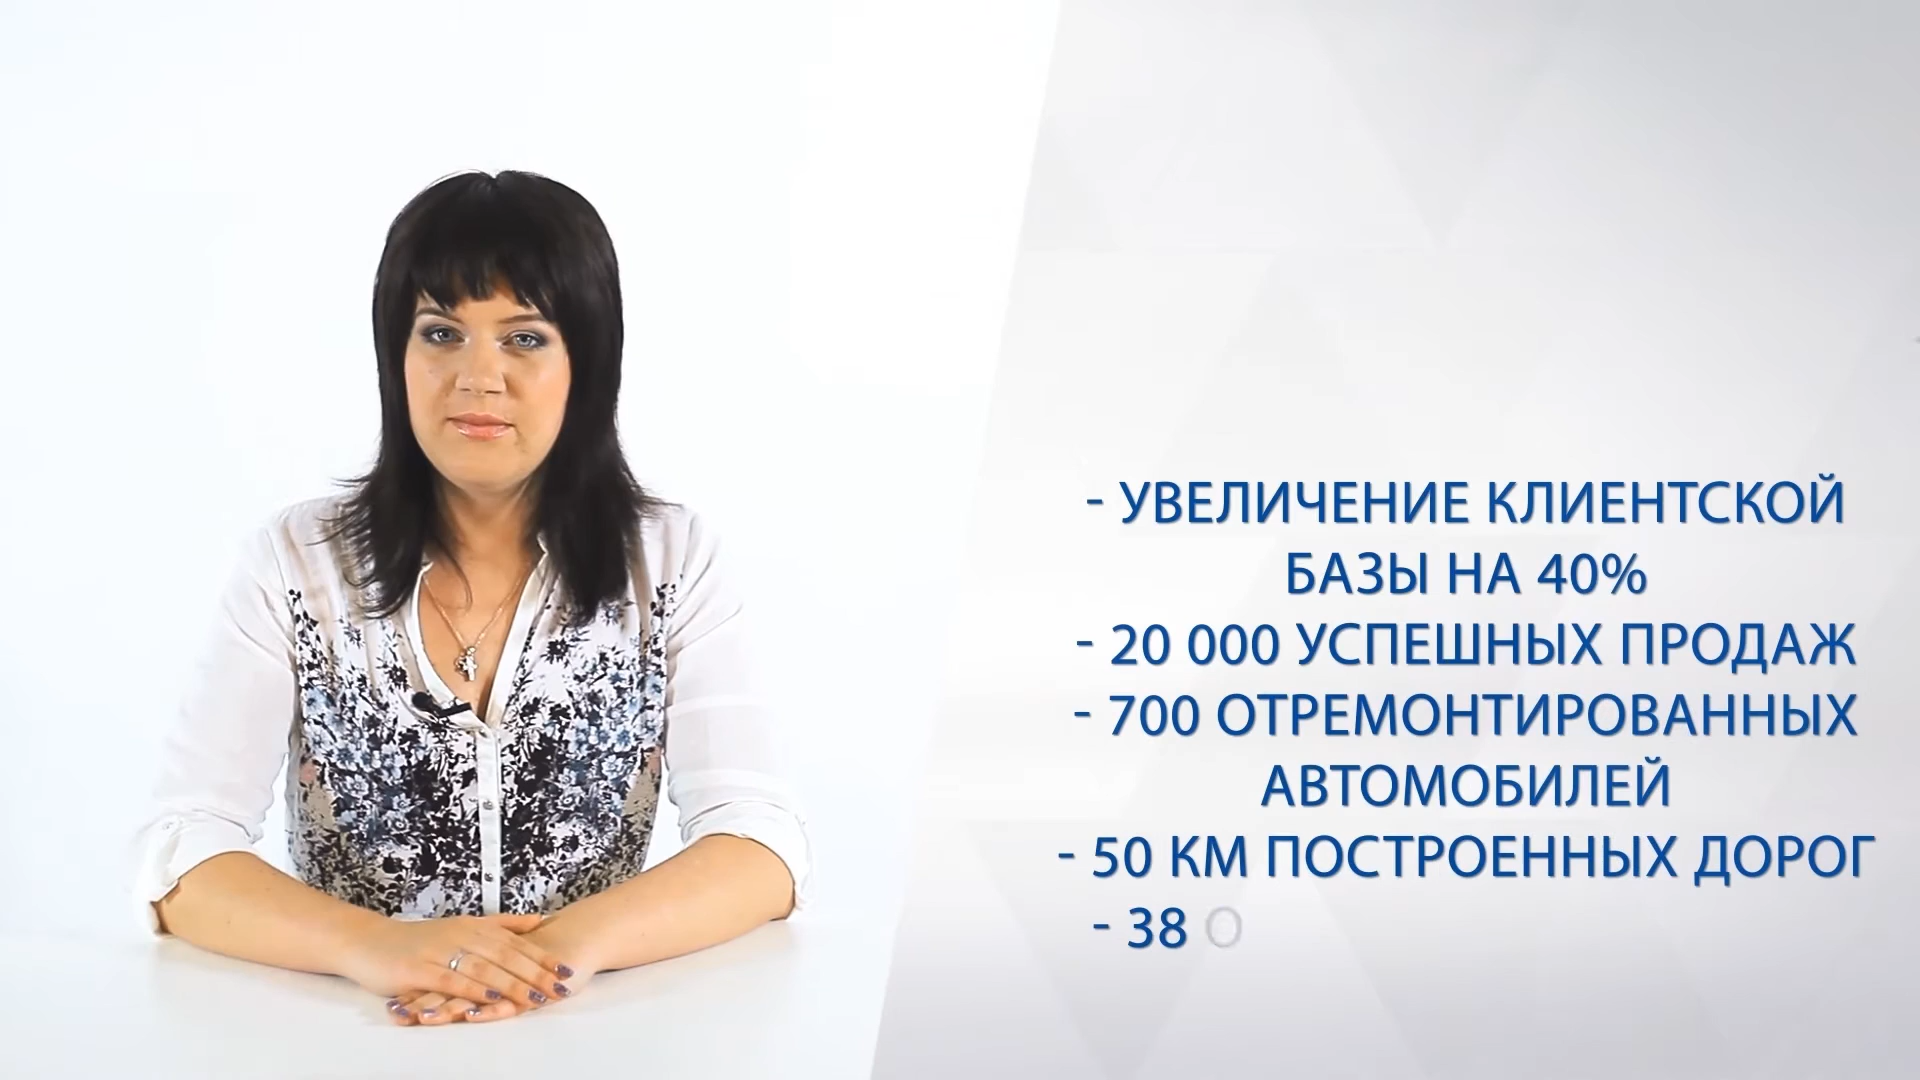 - УВЕЛИЧЕНИЕ КЛИЕНТСКОЙ
БАЗЫ НА 40%
- 20 000 УСПЕШНЫХ ПРОДАЖ
- 700 ОТРЕМОНТИРОВАННЫХ
АВТОМОБИЛЕЙ
- 50 КМ ПОСТРОЕННЫХ ДОРОГ
- 38 О